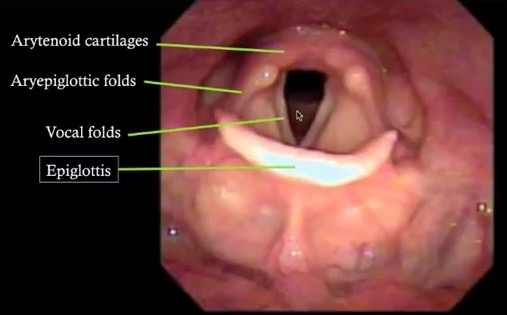 Arytenoid cartilages
Aryepiglottic folds
Vocal folds
Epiglottis